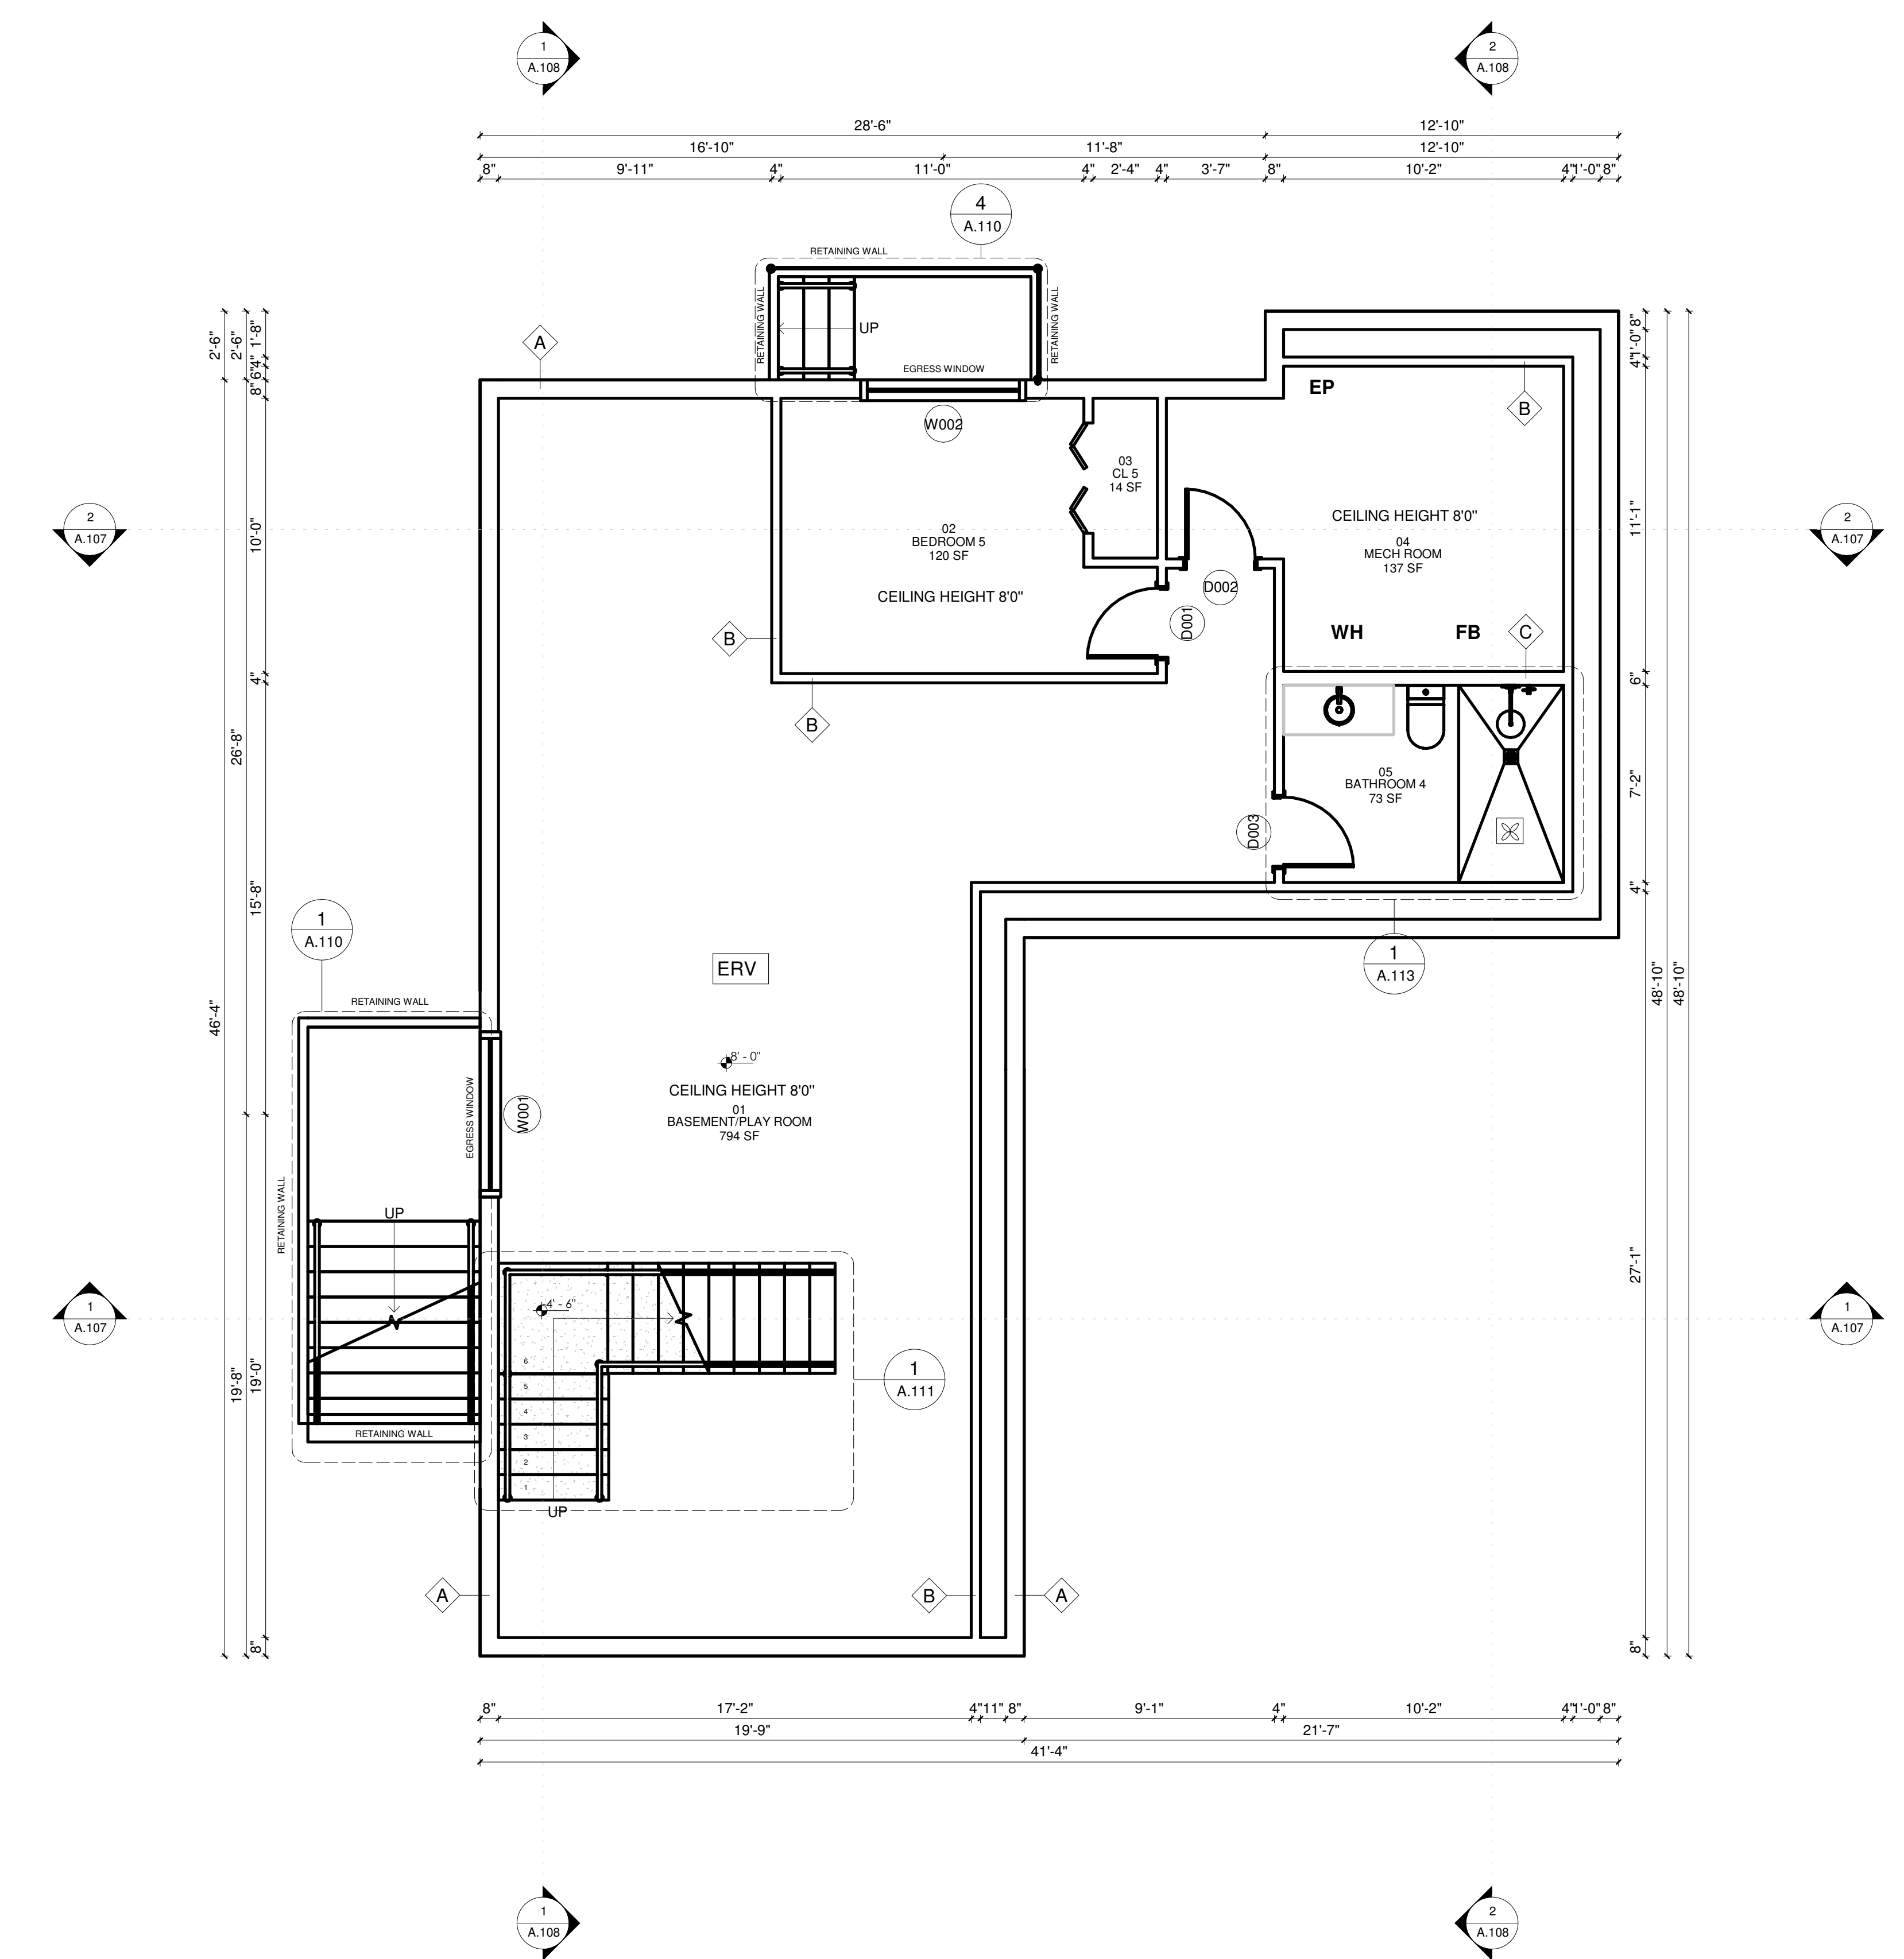 1
A.108
2
A.108
28'-6"
12'-10"
16'-10"
11'-8"
12'-10"
8"
9'-11"
4"
11'-0"
4"
2'-4"
4"
3'-7"
8"
10'-2"
4"
1'-0"
8"
4
A.110
RETAINING WALL
RETAINING WALL
RETAINING WALL
UP
EGRESS WINDOW
W002
A
2'-6"
2'-6"
1'-8"
4"
6"
8"
8"
1'-0"
4"
EP
B
03
CL 5
14 SF
2
A.107
10'-0"
02
BEDROOM 5
120 SF
CEILING HEIGHT 8'0"
CEILING HEIGHT 8'0"
04
MECH ROOM
137 SF
11'-1"
2
A.107
D002
D001
B
WH
FB
C
4"
B
6"
26'-8"
05
BATHROOM 4
73 SF
7'-2"
D003
4"
15'-8"
1
A.110
ERV
1
A.113
RETAINING WALL
46'-4"
48'-10"
48'-10"
8' - 0"
CEILING HEIGHT 8'0"
01
BASEMENT/PLAY ROOM
794 SF
EGRESS WINDOW
W001
RETAINING WALL
UP
27'-1"
1
A.107
4' - 6"
1
A.107
6
5
4
3
2
1
UP
1
A.111
19'-8"
19'-0"
RETAINING WALL
A
B
A
8"
8"
8"
17'-2"
4"
11"
8"
9'-1"
4"
10'-2"
4"
1'-0"
8"
19'-9"
21'-7"
41'-4"
1
A.108
2
A.108